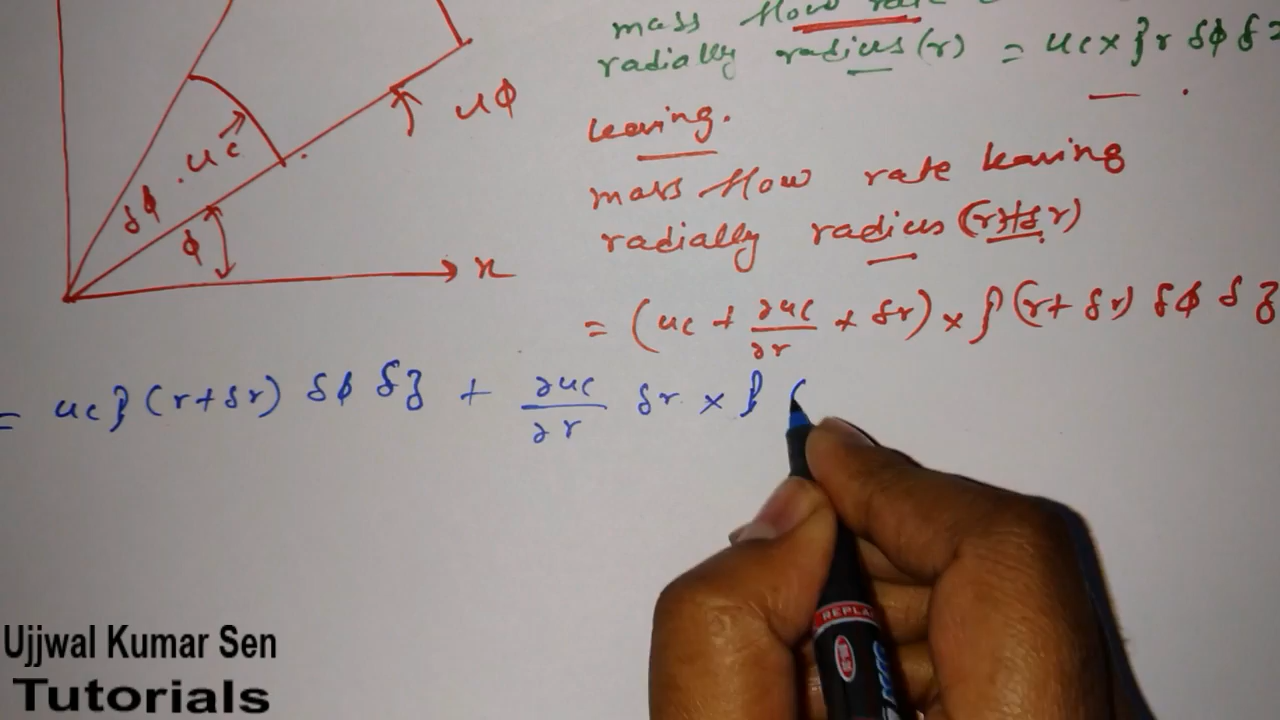 mass flow rate
radially radius (r) = uc × ρ r δφ δz
leaving.
mass flow rate leaving
radially radius (r+δr)
= (uc + ∂uc/∂r + δr) × ρ (r + δr) δφ δz
= uc ρ (r+δr) δφ δz + ∂uc/∂r δr × ρ (
uφ
uc
δφ
φ
x
REPLA
Ujjwal Kumar Sen
Tutorials